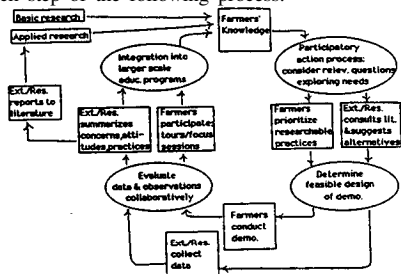 step of the following process:
Basic research
Applied research
Farmers'
Knowledge
Integration into
larger scale
educ. programs
Participatory
action process:
consider relev. questions
exploring needs
Ext./Res.
reports to
literature
Ext./Res.
summarizes
concerns,atti-
tudes,practices
Farmers
participate;
tours/focus
sessions
Farmers
prioritize
researchable
practices
Ext./Res.
consults lit.
&suggests
alternatives
Evaluate
data & observations
collaboratively
Determine
feasible design
of demo.
Farmers
conduct
demo.
Ext/Res.
collect
data